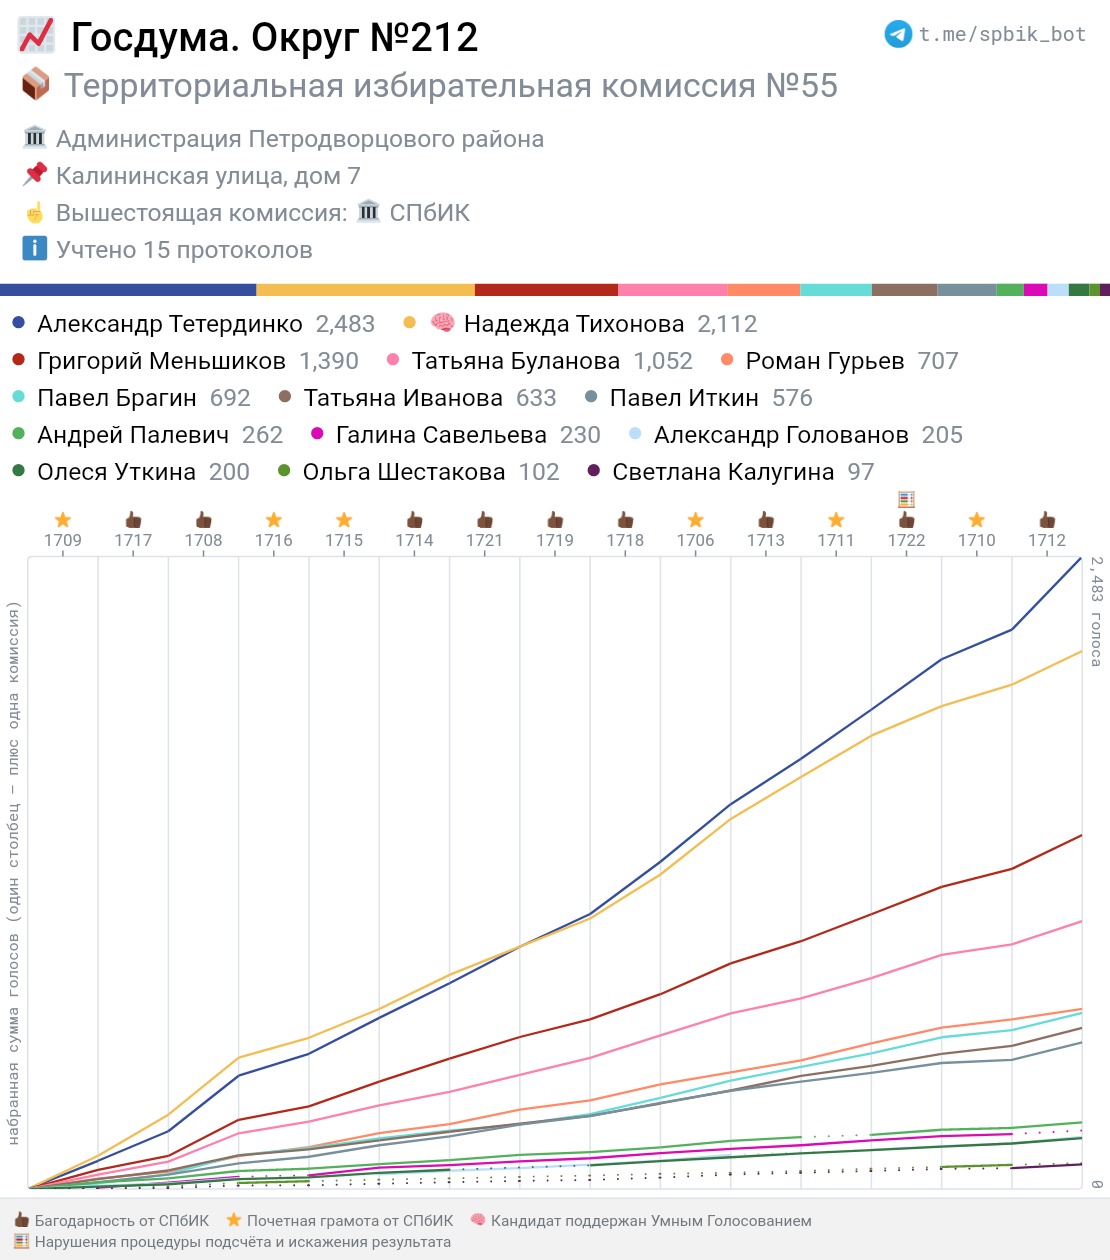 Госдума. Округ №212
t.me/spbik_bot
Территориальная избирательная комиссия №55
Администрация Петродворцового района
Калининская улица, дом 7
Вышестоящая комиссия: СПбИК
Учтено 15 протоколов
Александр Тетердинко 2,483 Надежда Тихонова 2,112
Григорий Меньшиков 1,390 Татьяна Буланова 1,052 Роман Гурьев 707
Павел Брагин 692 Татьяна Иванова 633 Павел Иткин 576
Андрей Палевич 262 Галина Савельева 230 Александр Голованов 205
Олеся Уткина 200 Ольга Шестакова 102 Светлана Калугина 97
1709 1717 1708 1716 1715 1714 1721 1719 1718 1706 1713 1711 1722 1710 1712
набранная сумма голосов (один столбец – плюс одна комиссия)
2,483 голоса
0
Багодарность от СПбИК Почетная грамота от СПбИК Кандидат поддержан Умным Голосованием
Нарушения процедуры подсчёта и искажения результата